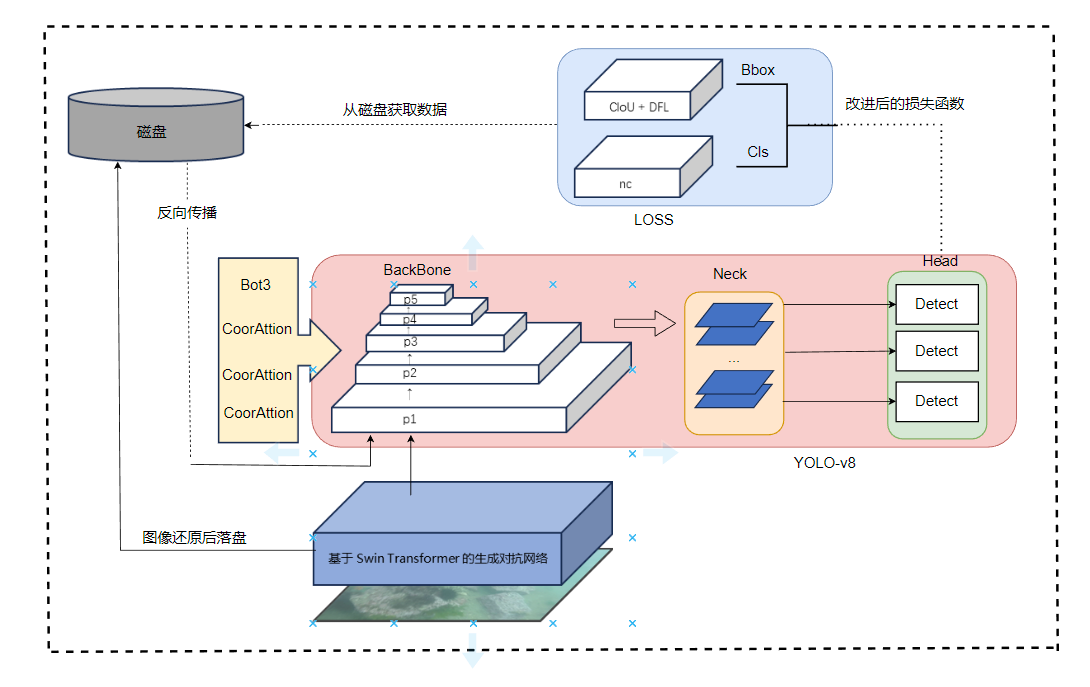 Bbox
CIoU + DFL
改进后的损失函数
从磁盘获取数据
磁盘
Cls
nc
反向传播
LOSS
Head
BackBone
Neck
Bot3
p5
Detect
p4
CoorAttion
p3
Detect
...
p2
CoorAttion
Detect
CoorAttion
p1
YOLO-v8
图像还原后落盘
基于 Swin Transformer 的生成对抗网络